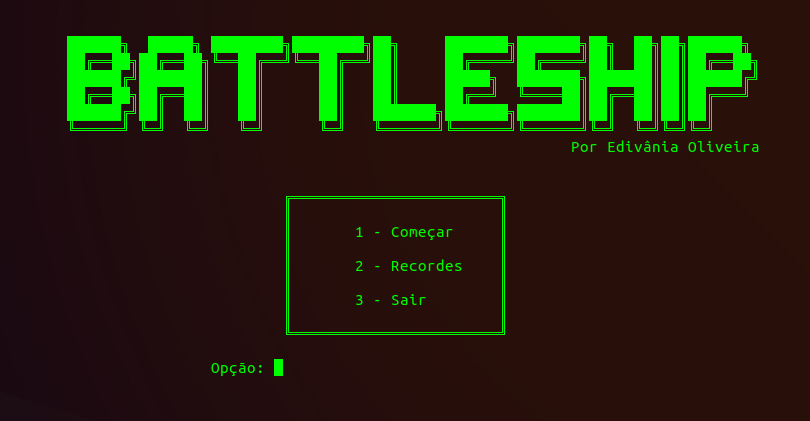 BATTLESHIP
Por Edivânia Oliveira
1 - Começar
2 - Recordes
3 - Sair
Opção: